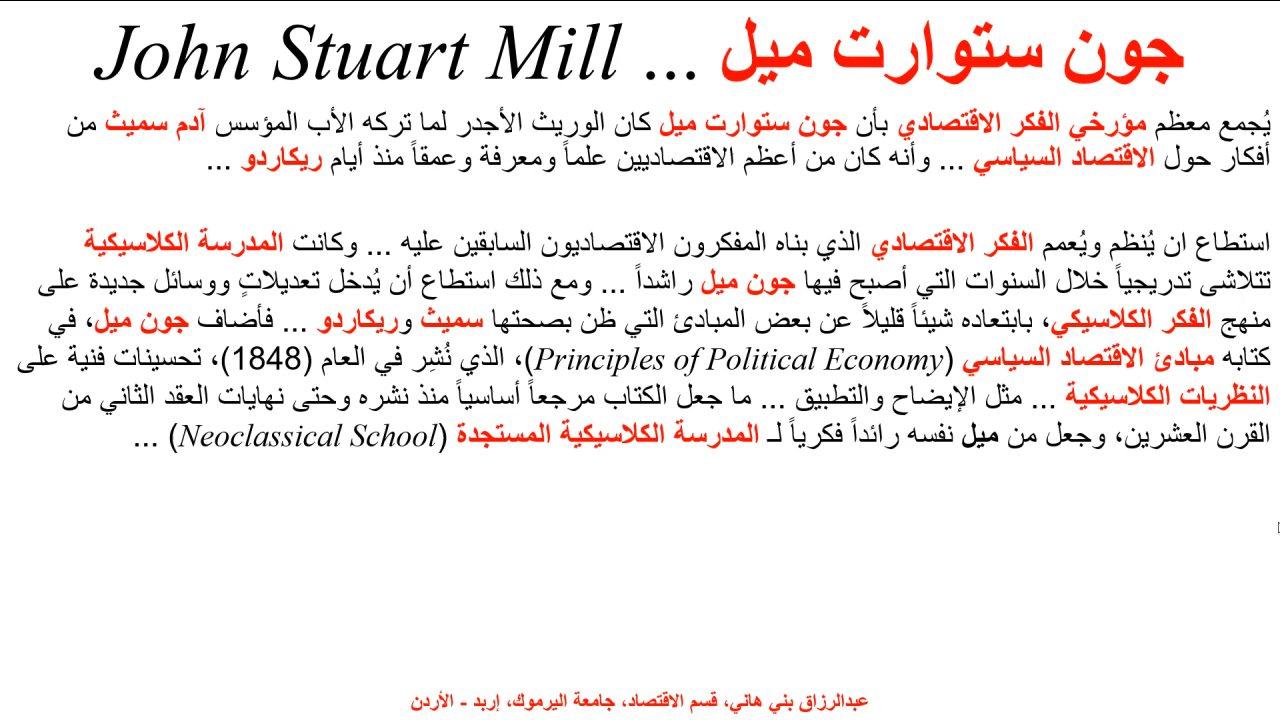 جون ستوارت ميل ... John Stuart Mill
يُجمع معظم مؤرخي الفكر الاقتصادي بأن جون ستوارت ميل كان الوريث الأجدر لما تركه الأب المؤسس آدم سميث من
أفكار حول الاقتصاد السياسي ... وأنه كان من أعظم الاقتصاديين علماً ومعرفة وعمقاً منذ أيام ريكاردو ...
استطاع ان يُنظم ويُعمم الفكر الاقتصادي الذي بناه المفكرون الاقتصاديون السابقين عليه ... وكانت المدرسة الكلاسيكية
تتلاشى تدريجياً خلال السنوات التي أصبح فيها جون ميل راشداً ... ومع ذلك استطاع أن يُدخل تعديلاتٍ ووسائل جديدة على
منهج الفكر الكلاسيكي، بابتعاده شيئاً قليلاً عن بعض المبادئ التي ظن بصحتها سميث وريكاردو ... فأضاف جون ميل، في
كتابه مبادئ الاقتصاد السياسي (Principles of Political Economy)، الذي نُشِر في العام (1848)، تحسينات فنية على
النظريات الكلاسيكية ... مثل الإيضاح والتطبيق ... ما جعل الكتاب مرجعاً أساسياً منذ نشره وحتى نهايات العقد الثاني من
القرن العشرين، وجعل من ميل نفسه رائداً فكرياً لـ المدرسة الكلاسيكية المستجدة (Neoclassical School) ...
عبدالرزاق بني هاني، قسم الاقتصاد، جامعة اليرموك، إربد - الأردن